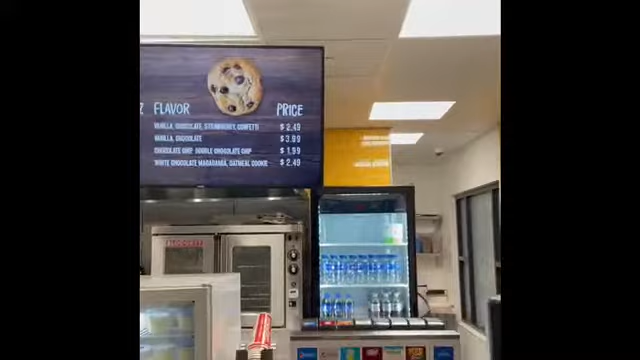 FLAVOR PRICE
VANILLA, CHOCOLATE, STRAWBERRY, CONFETTI $2.49
VANILLA, CHOCOLATE $3.99
CHOCOLATE CHIP, DOUBLE CHOCOLATE CHIP $1.99
WHITE CHOCOLATE MACADAMIA, OATMEAL COOKIE $2.49